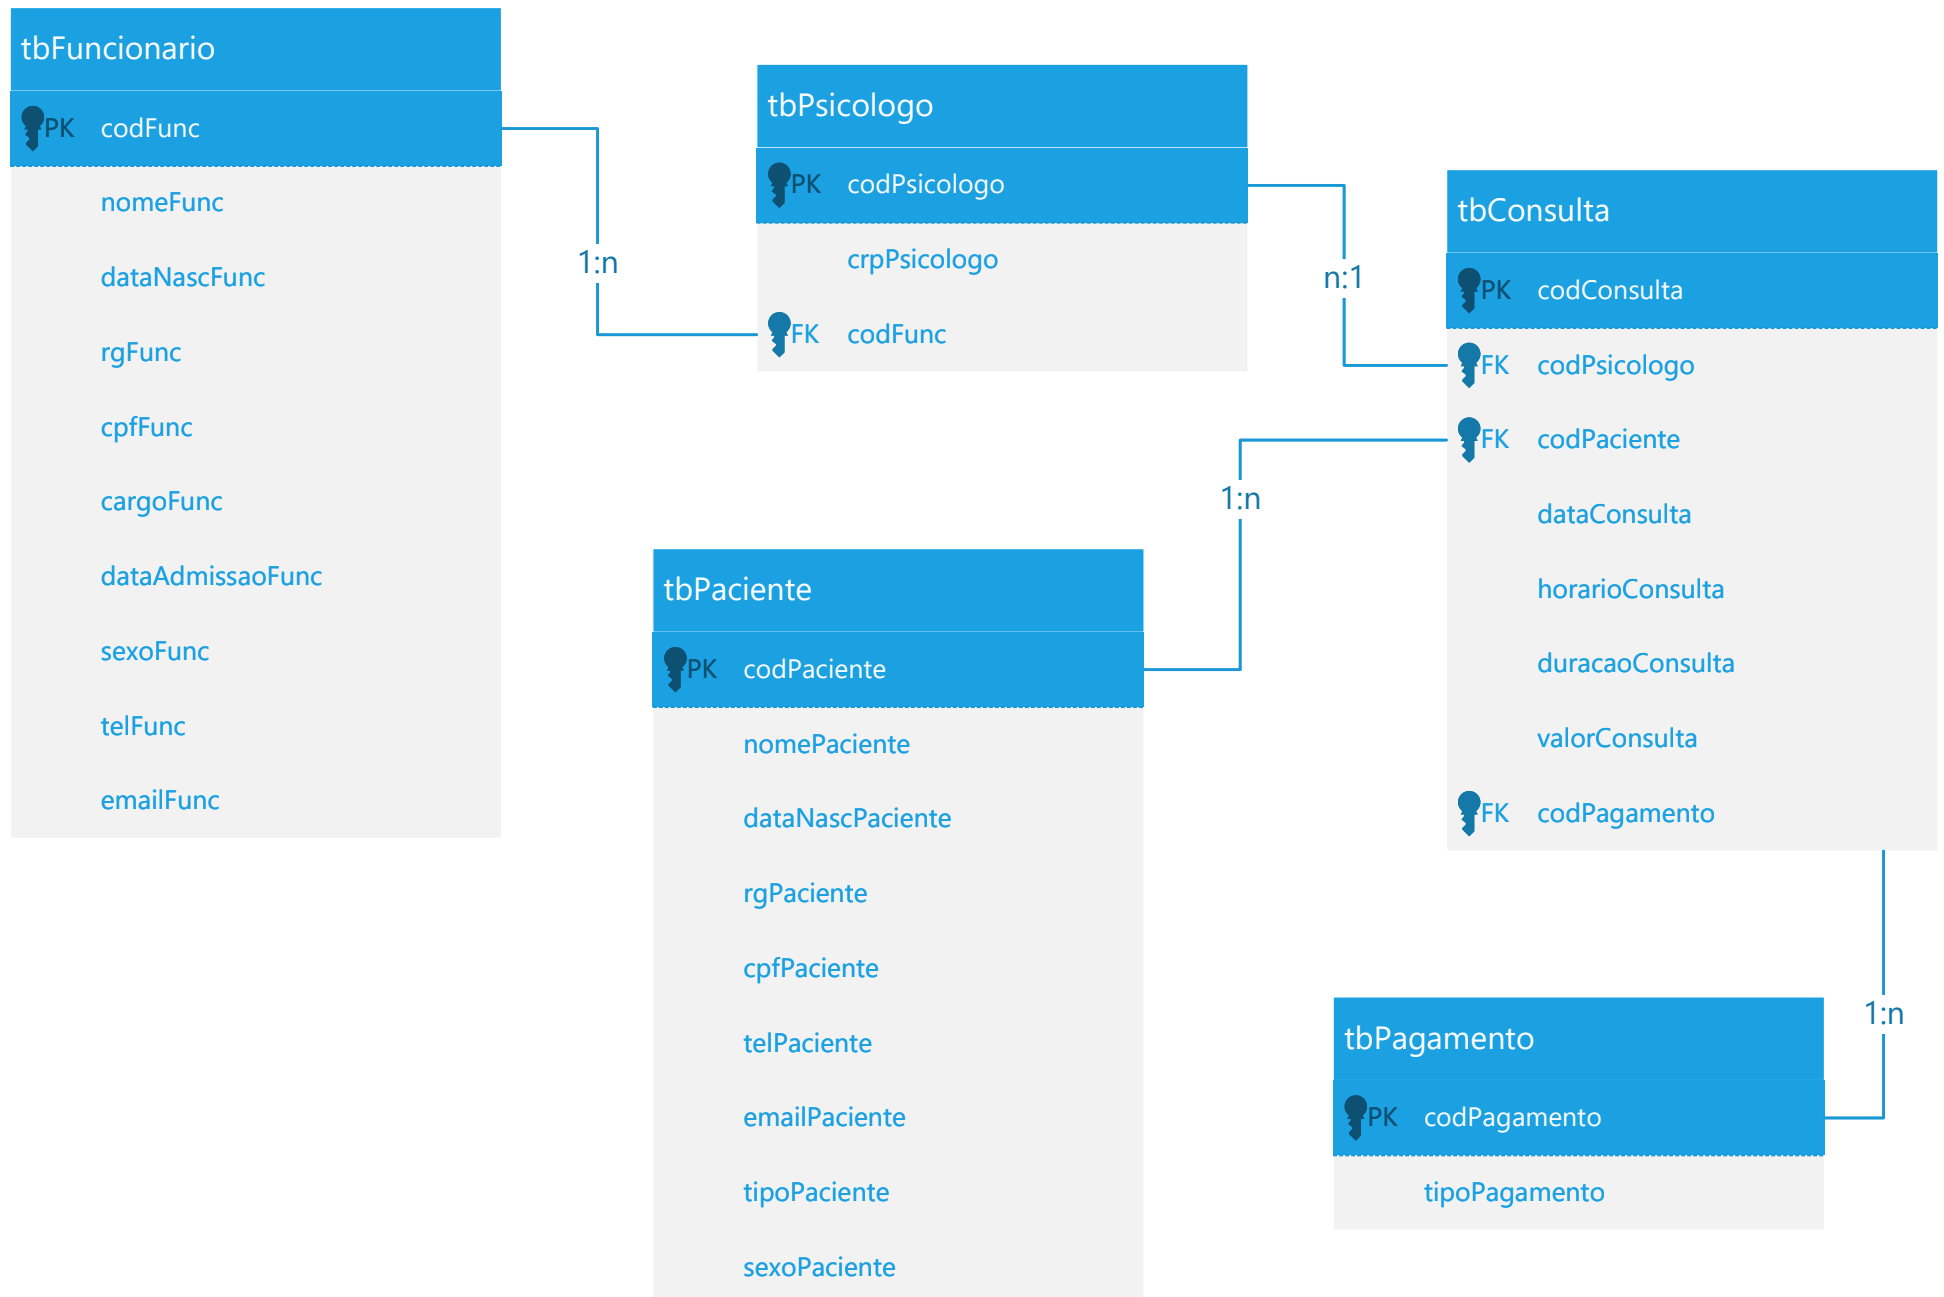 tbFuncionario
PK codFunc
nomeFunc
dataNascFunc
rgFunc
cpfFunc
cargoFunc
dataAdmissaoFunc
sexoFunc
telFunc
emailFunc
1:n
tbPsicologo
PK codPsicologo
crpPsicologo
FK codFunc
n:1
tbConsulta
PK codConsulta
FK codPsicologo
FK codPaciente
dataConsulta
horarioConsulta
duracaoConsulta
valorConsulta
FK codPagamento
1:n
tbPaciente
PK codPaciente
nomePaciente
dataNascPaciente
rgPaciente
cpfPaciente
telPaciente
emailPaciente
tipoPaciente
sexoPaciente
1:n
tbPagamento
PK codPagamento
tipoPagamento